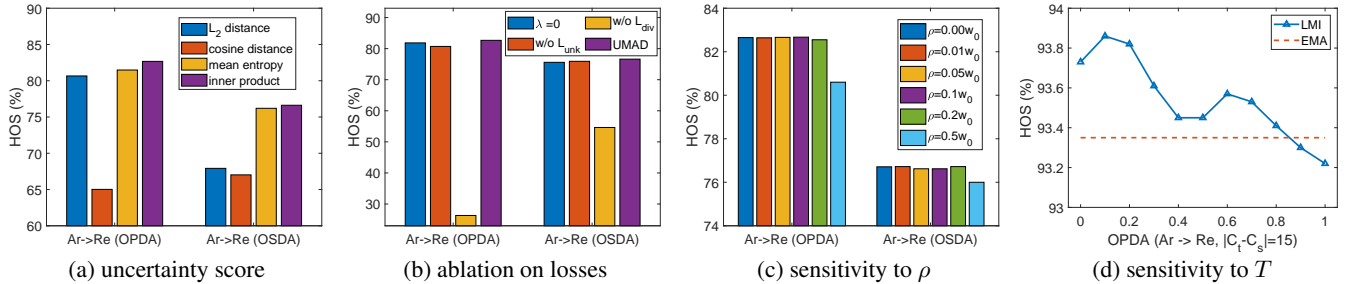 90
85
80
75
70
65
60
HOS (%)
L2 distance
cosine distance
mean entropy
inner product
Ar->Re (OPDA)
Ar->Re (OSDA)
(a) uncertainty score
90
80
70
60
50
40
30
HOS (%)
λ =0
w/o Lunk
w/o Ldiv
UMAD
Ar->Re (OPDA)
Ar->Re (OSDA)
(b) ablation on losses
84
82
80
78
76
74
HOS (%)
ρ=0.00w0
ρ=0.01w0
ρ=0.05w0
ρ=0.1w0
ρ=0.2w0
ρ=0.5w0
Ar->Re (OPDA)
Ar->Re (OSDA)
(c) sensitivity to ρ
93.8
93.4
93
HOS (%)
LMI
EMA
0 0.2 0.4 0.6 0.8 1
OPDA (Ar -> Re, |Ct-Cs|=15)
(d) sensitivity to T